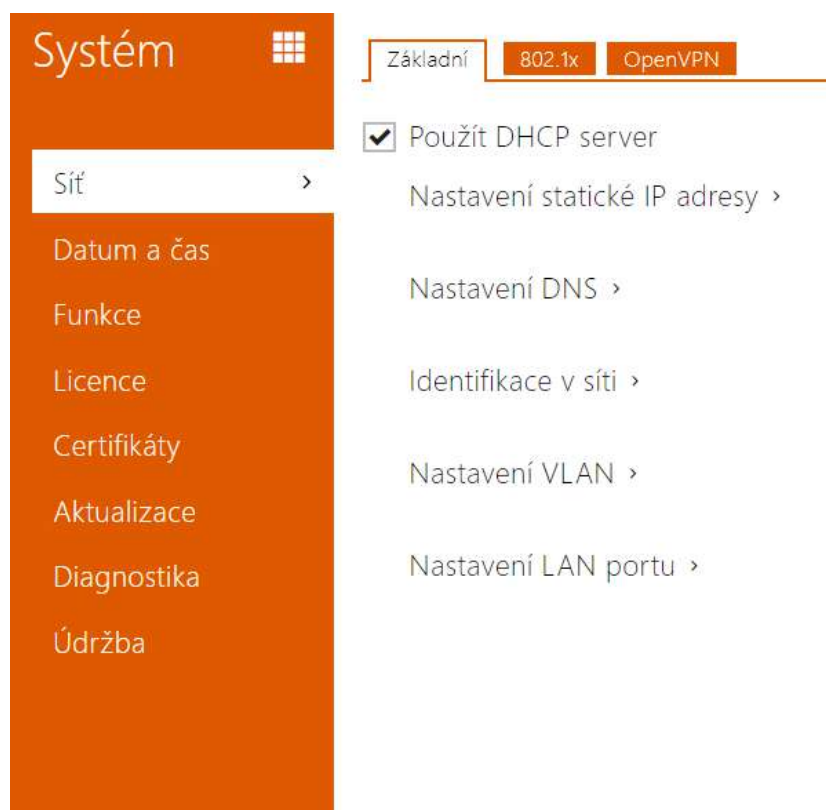 Systém
Síť
Datum a čas
Funkce
Licence
Certifikáty
Aktualizace
Diagnostika
Údržba
Základní 802.1x OpenVPN
Použít DHCP server
Nastavení statické IP adresy
Nastavení DNS
Identifikace v síti
Nastavení VLAN
Nastavení LAN portu